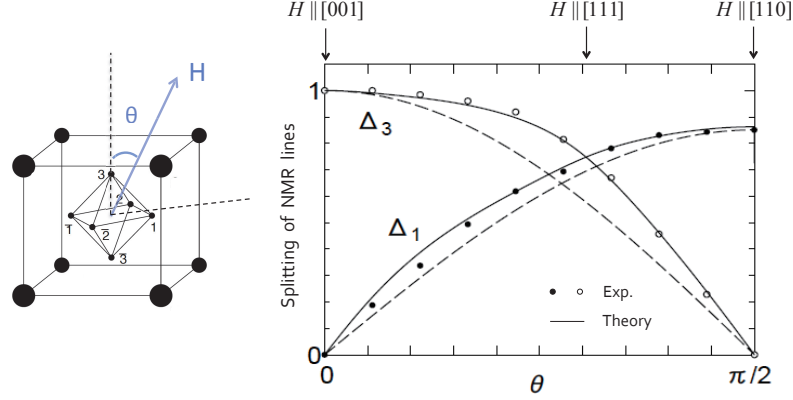 H ∥ [001]
H ∥ [111]
H ∥ [110]
H
θ
3
2
1̅
2̅
1
3̅
Splitting of NMR lines
1
0
Δ₃
Δ₁
Exp.
Theory
0
θ
π/2